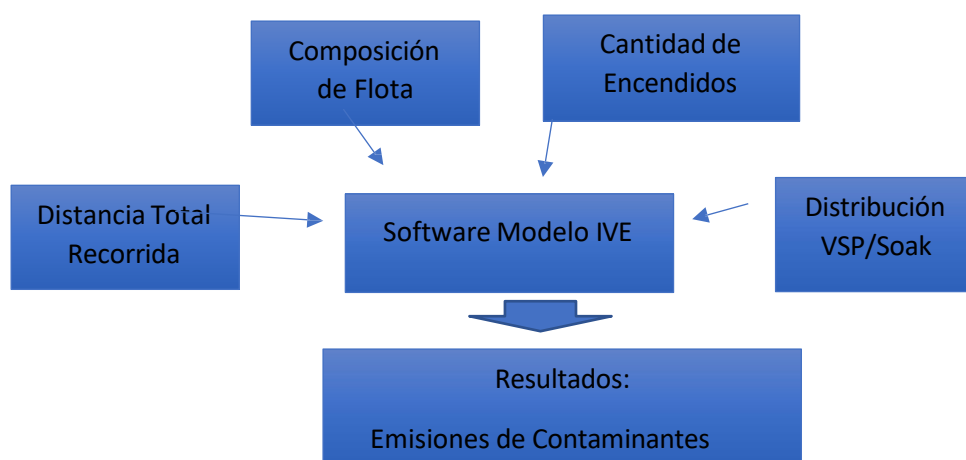 Composición
de Flota
Cantidad de
Encendidos
Distancia Total
Recorrida
Software Modelo IVE
Distribución
VSP/Soak
Resultados:
Emisiones de Contaminantes